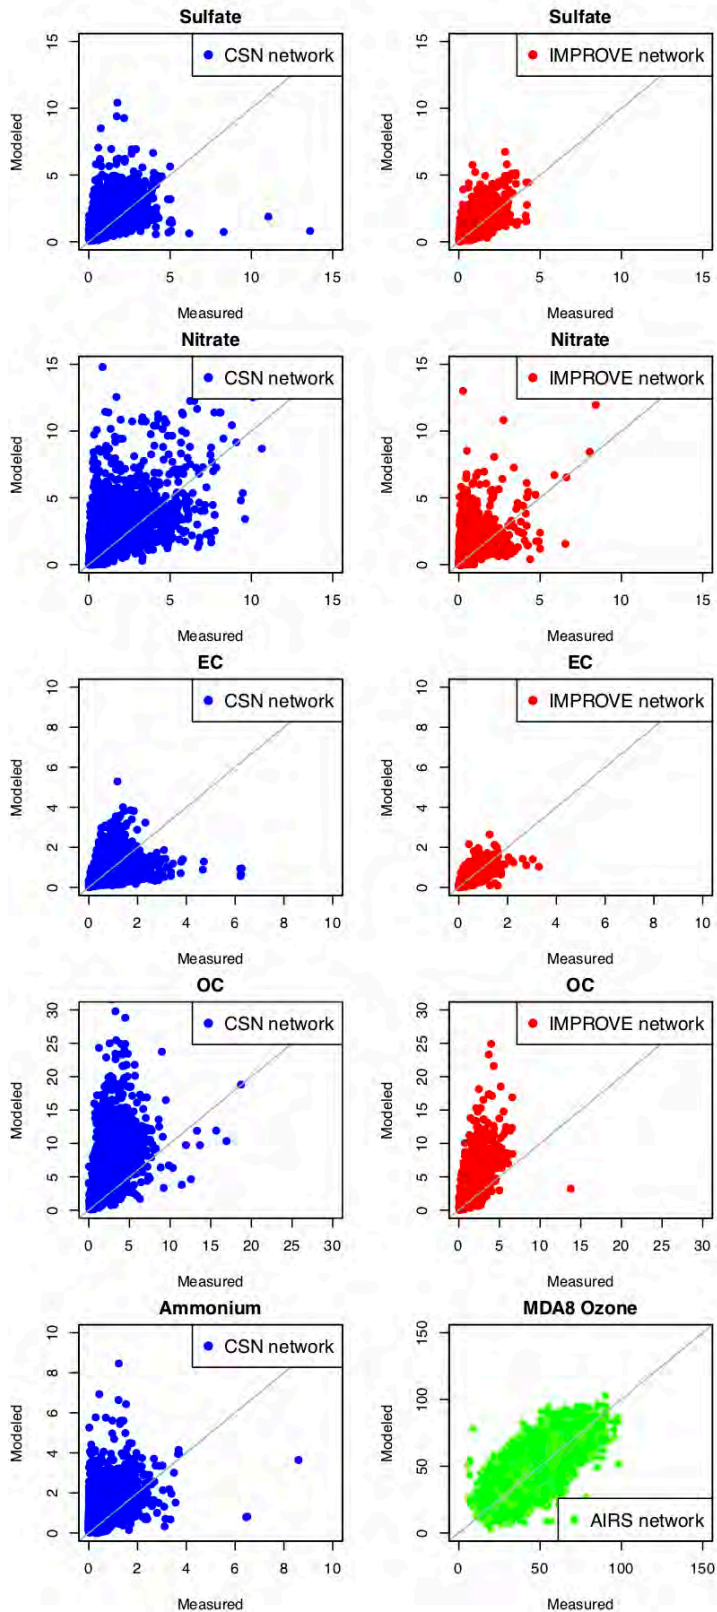 Sulfate
CSN network
15
10
5
0
Modeled
0 5 10 15
Measured
Sulfate
IMPROVE network
15
10
5
0
Modeled
0 5 10 15
Measured
Nitrate
CSN network
15
10
5
0
Modeled
0 5 10 15
Measured
Nitrate
IMPROVE network
15
10
5
0
Modeled
0 5 10 15
Measured
EC
CSN network
10
8
6
4
2
0
Modeled
0 2 4 6 8 10
Measured
EC
IMPROVE network
10
8
6
4
2
0
Modeled
0 2 4 6 8 10
Measured
OC
CSN network
30
25
20
15
10
5
0
Modeled
0 5 10 15 20 25 30
Measured
OC
IMPROVE network
30
25
20
15
10
5
0
Modeled
0 5 10 15 20 25 30
Measured
Ammonium
CSN network
10
8
6
4
2
0
Modeled
0 2 4 6 8 10
Measured
MDA8 Ozone
150
100
50
0
Modeled
AIRS network
0 50 100 150
Measured